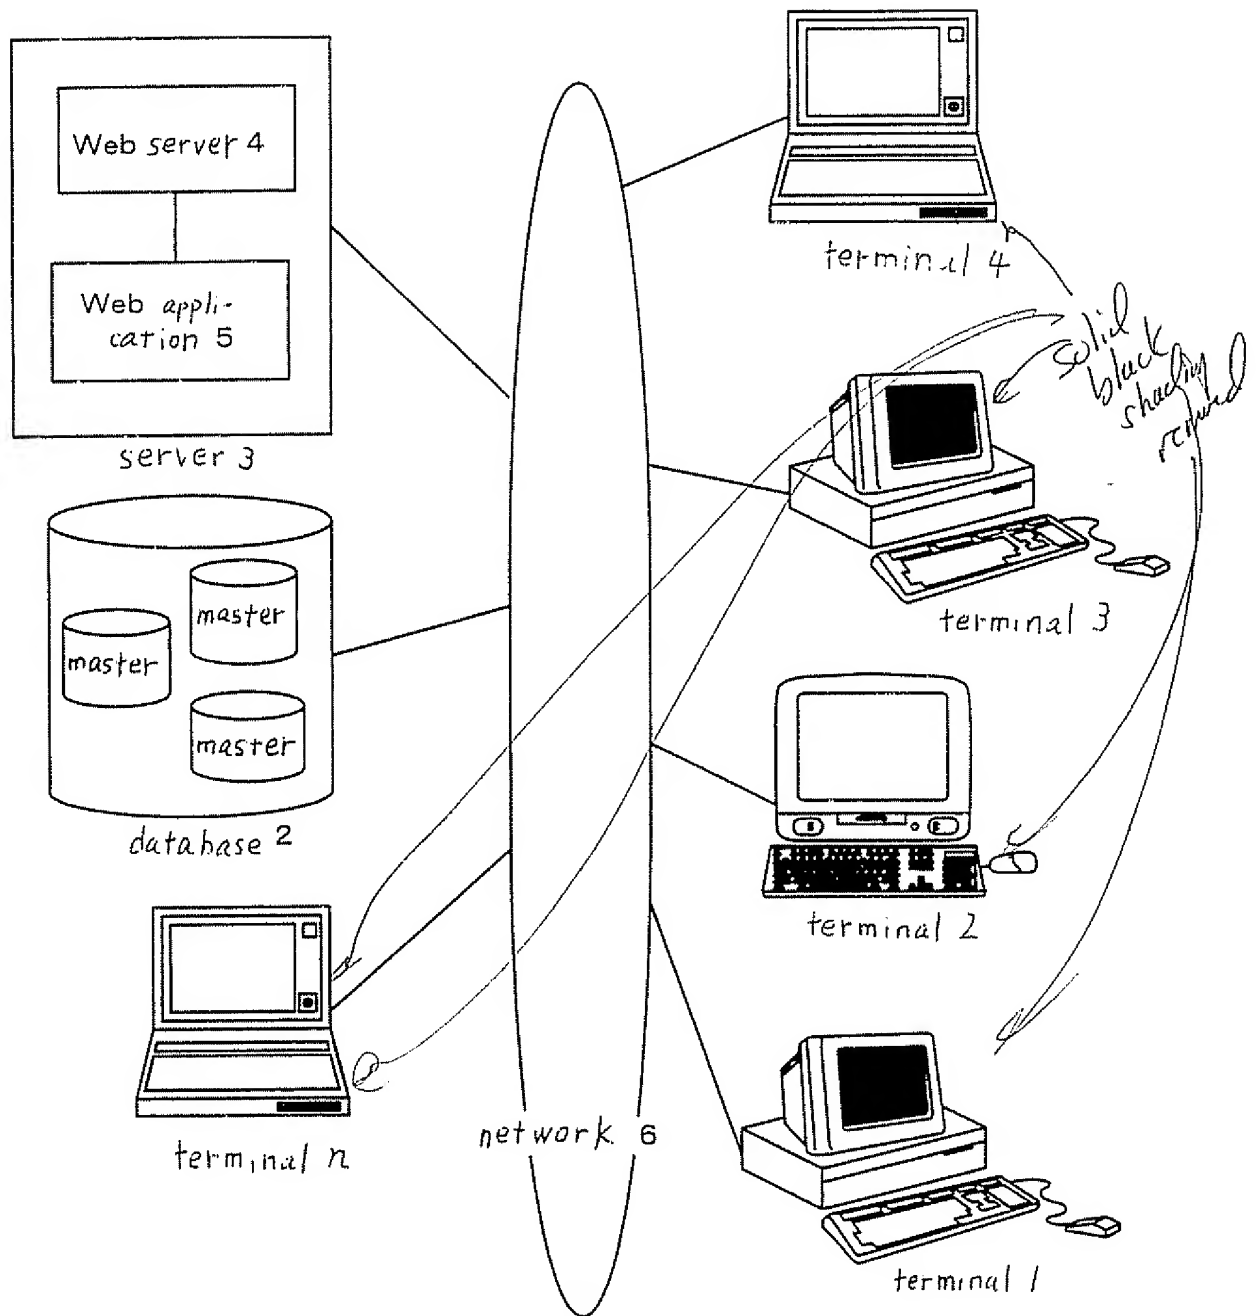 Web server 4
Web appli-
cation 5
server 3
master
master
master
database 2
terminal n
network 6
terminal 4
solid
black
shading
removed
terminal 3
terminal 2
terminal 1